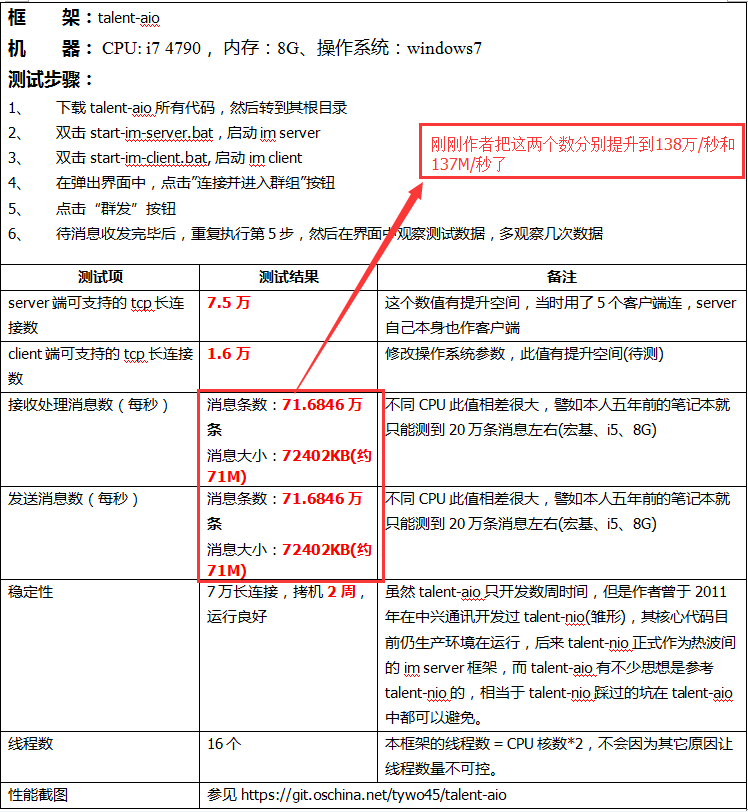 框 架：talent-aio
机 器：CPU: i7 4790 ，内存：8G、操作系统：windows7
测试步骤：
1、 下载 talent-aio 所有代码，然后转到其根目录
2、 双击 start-im-server.bat，启动 im server
3、 双击 start-im-client.bat, 启动 im client
4、 在弹出界面中，点击“连接并进入群组”按钮
5、 点击“群发”按钮
6、 待消息收发完毕后，重复执行第 5 步，然后在界面中观察测试数据，多观察几次数据
刚刚作者把这两个数分别提升到138万/秒和
137M/秒了
测试项 测试结果 备注
server 端可支持的 tcp 长连
接数
7.5 万
这个数值有提升空间，当时用了 5 个客户端连，server
自己本身也作客户端
client 端可支持的 tcp 长连接
数
1.6 万
修改操作系统参数，此值有提升空间(待测)
接收处理消息数（每秒）
消息条数：71.6846 万
条
消息大小：72402KB(约
71M)
不同 CPU 此值相差很大，譬如本人五年前的笔记本就
只能测到 20 万条消息左右(宏基、i5、8G)
发送消息数（每秒）
消息条数：71.6846 万
条
消息大小：72402KB(约
71M)
不同 CPU 此值相差很大，譬如本人五年前的笔记本就
只能测到 20 万条消息左右(宏基、i5、8G)
稳定性
7 万长连接，拷机 2 周，
运行良好
虽然 talent-aio 只开发数周时间，但是作者曾于 2011
年在中兴通讯开发过 talent-nio(雏形)，其核心代码目
前仍生产环境在运行，后来 talent-nio 正式作为热波间
的 im server 框架，而 talent-aio 有不少思想是参考
talent-nio 的，相当于 talent-nio 踩过的坑在 talent-aio
中都可以避免。
线程数
16 个
本框架的线程数 = CPU 核数*2，不会因为其它原因让
线程数量不可控。
性能截图
参见 https://git.oschina.net/tywo45/talent-aio